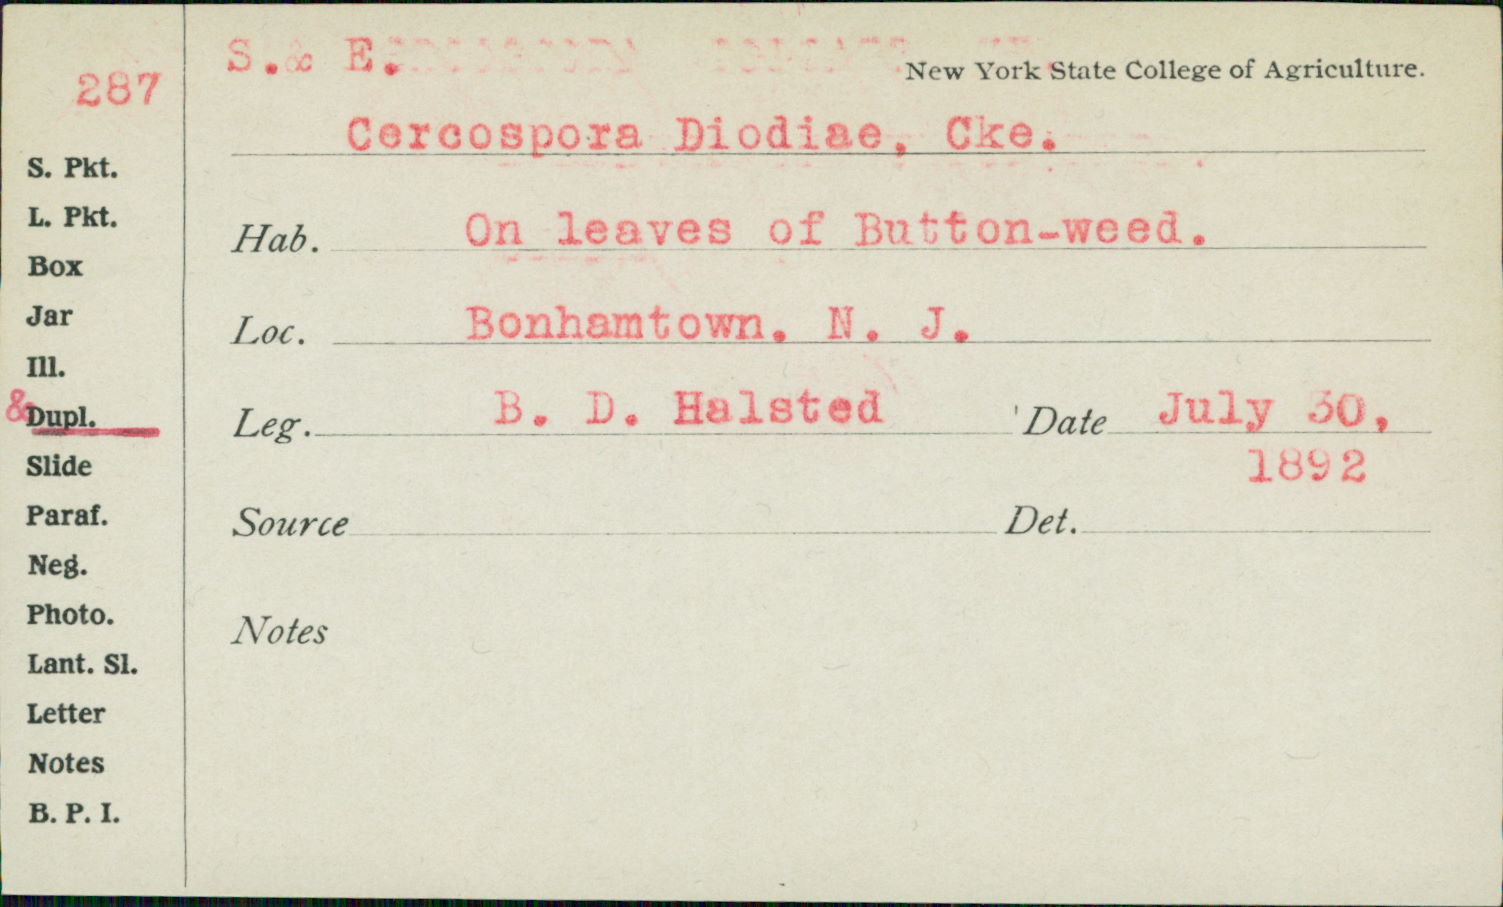 287
S. & E.
New York State College of Agriculture.
Cercospora Diodiae, Cke.
S. Pkt.
L. Pkt.
Hab. On leaves of Button-weed.
Box
Jar
Loc. Bonhamtown. N. J.
Ill.
& Dupl.
Leg. B. D. Halsted Date July 30,
1892
Slide
Paraf.
Source Det.
Neg.
Photo.
Notes
Lant. Sl.
Letter
Notes
B. P. I.